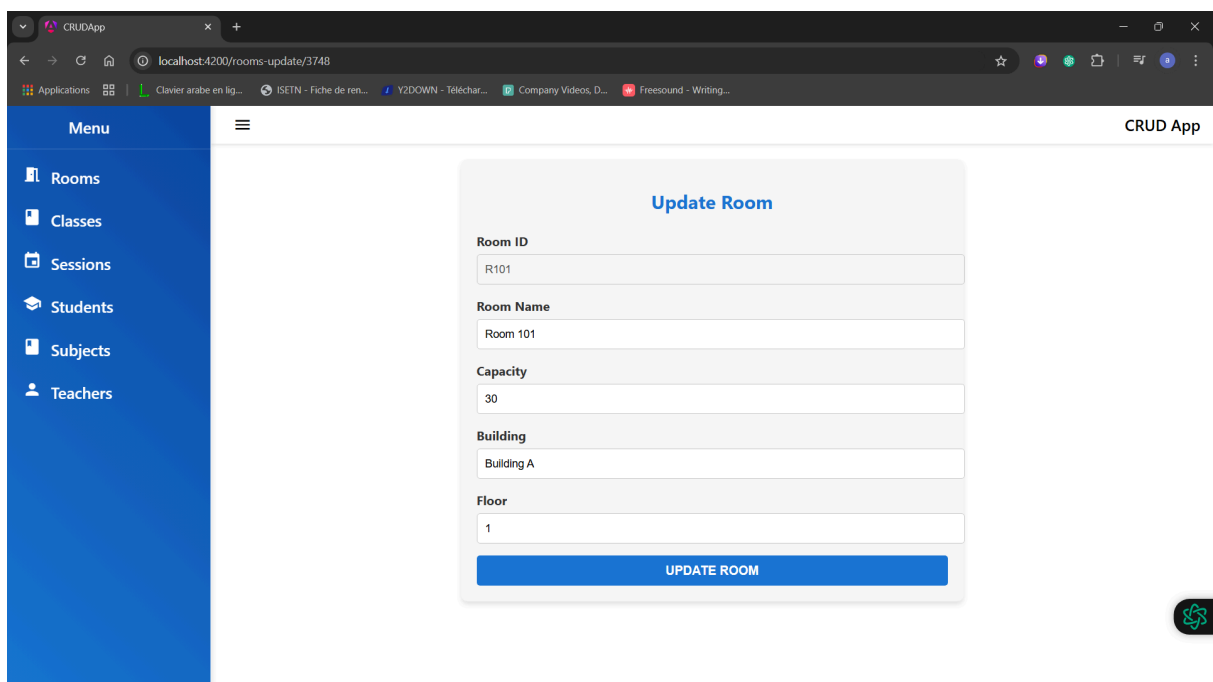 CRUDApp
localhost:4200/rooms-update/3748
a
Applications
Clavier arabe en lig...
ISETN - Fiche de ren...
Y2DOWN - Téléchar...
Company Videos, D...
Freesound - Writing...
Menu
CRUD App
Rooms
Classes
Sessions
Students
Subjects
Teachers
Update Room
Room ID
R101
Room Name
Room 101
Capacity
30
Building
Building A
Floor
1
UPDATE ROOM